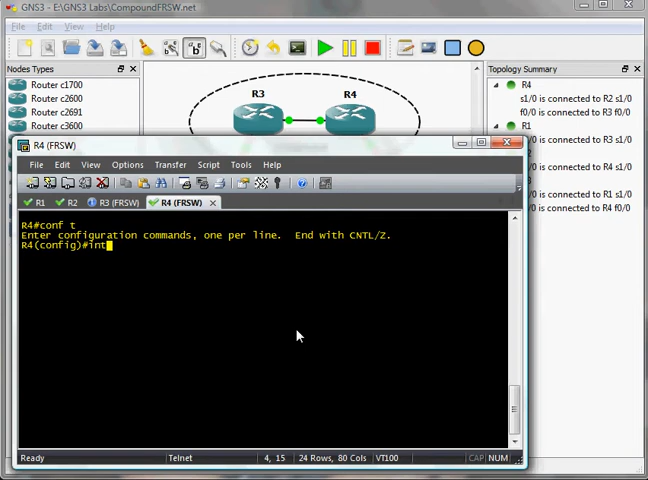 GNS3 - E:\GNS3 Labs\CompoundFRSW.net
File Edit View
Nodes Types
Router c1700
Router c2600
Router c2691
Router c3600
R3
R4
Topology Summary
R4
s1/0 is connected to R2 s1/0
f0/0 is connected to R3 f0/0
R1
0 is connected to R3 s1/0
0 is connected to R4 s1/0
0 is connected to R1 s1/0
0 is connected to R4 f0/0
R4 (FRSW)
File Edit View Options Transfer Script Tools Help
R1 R2 R3 (FRSW) R4 (FRSW)
R4#conf t
Enter configuration commands, one per line. End with CNTL/Z.
R4(config)#int
Ready Telnet 4, 15 24 Rows, 80 Cols VT100 CAP NUM